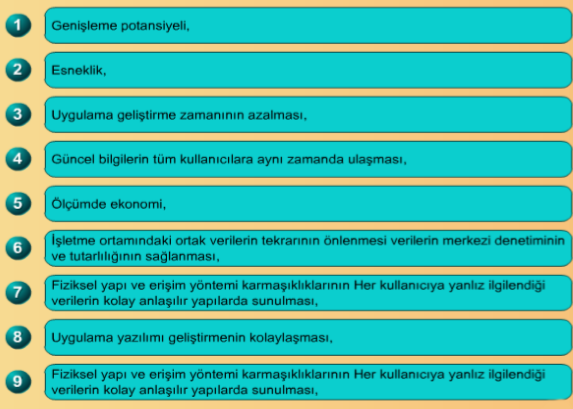 1 Genişleme potansiyeli,
2 Esneklik,
3 Uygulama geliştirme zamanının azalması,
4 Güncel bilgilerin tüm kullanıcılara aynı zamanda ulaşması,
5 Ölçümde ekonomi,
6 İşletme ortamındaki ortak verilerin tekrarının önlenmesi verilerin merkezi denetiminin
ve tutarlılığının sağlanması,
7 Fiziksel yapı ve erişim yöntemi karmaşıklıklarının Her kullanıcıya yanlız ilgilendiği
verilerin kolay anlaşılır yapılarda sunulması,
8 Uygulama yazılımı geliştirmenin kolaylaşması,
9 Fiziksel yapı ve erişim yöntemi karmaşıklıklarının Her kullanıcıya yanlız ilgilendiği
verilerin kolay anlaşılır yapılarda sunulması,